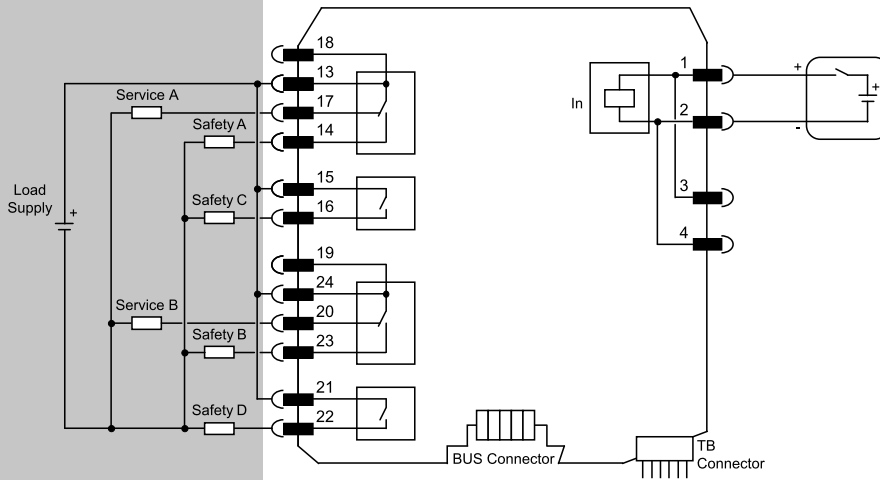 18
13
Service A
17
Safety A
14
15
Safety C
16
Load
Supply
+
19
24
Service B
20
Safety B
23
21
Safety D
22
In
1
+
+
2
-
3
4
BUS Connector
TB
Connector